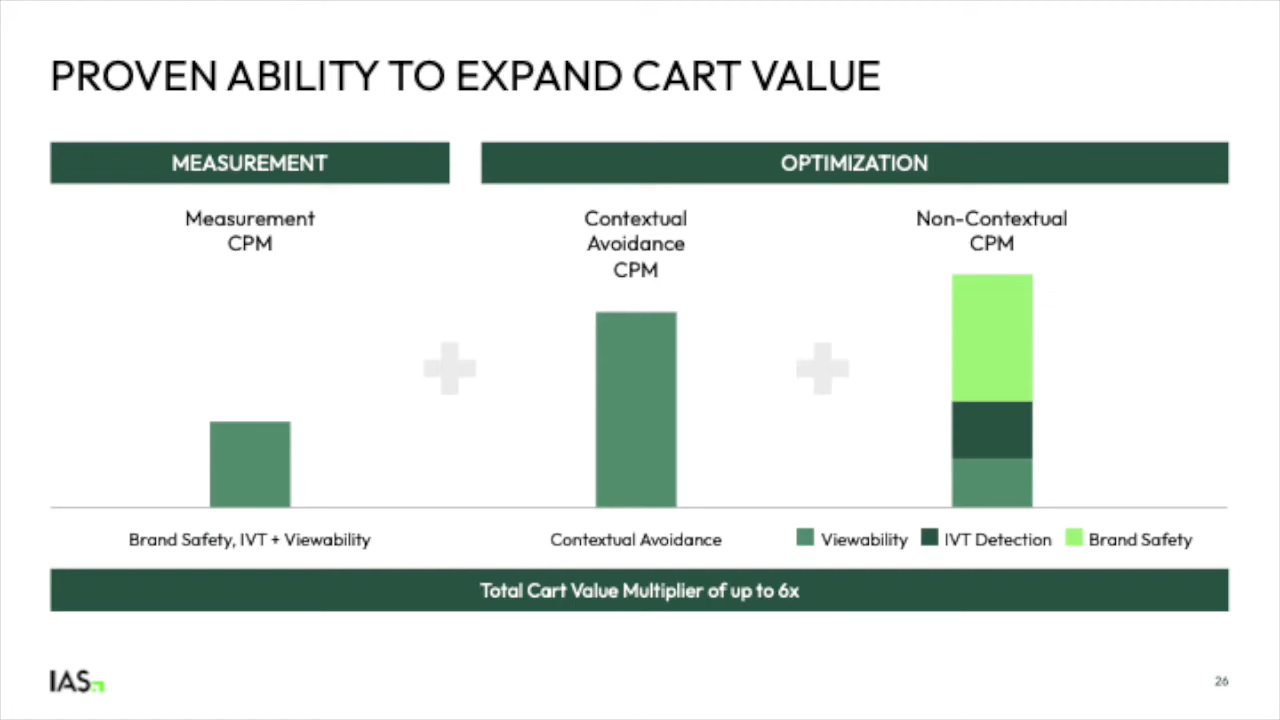 PROVEN ABILITY TO EXPAND CART VALUE
MEASUREMENT
OPTIMIZATION
Measurement
CPM
Contextual
Avoidance
CPM
Non-Contextual
CPM
Brand Safety, IVT + Viewability
Contextual Avoidance
Viewability
IVT Detection
Brand Safety
Total Cart Value Multiplier of up to 6x
IAS
26